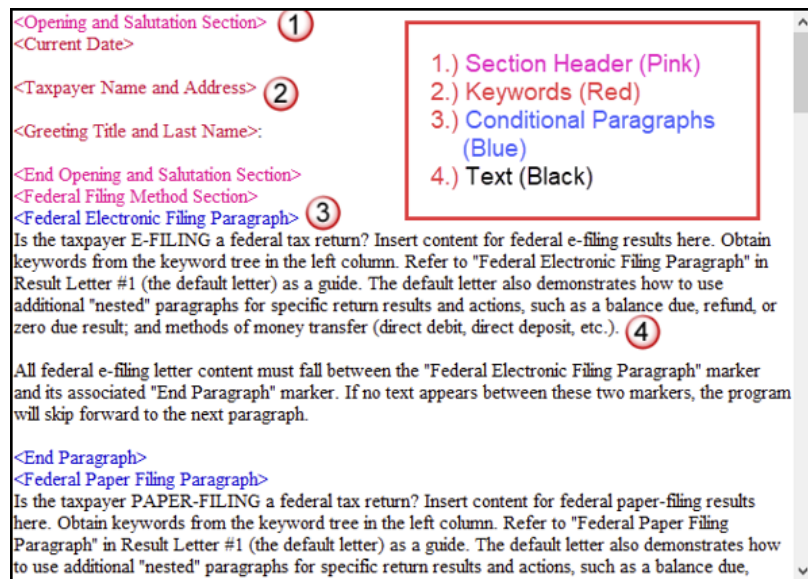 <Opening and Salutation Section> 1
<Current Date>
<Taxpayer Name and Address> 2
<Greeting Title and Last Name>:
<End Opening and Salutation Section>
<Federal Filing Method Section>
<Federal Electronic Filing Paragraph> 3
1.) Section Header (Pink)
2.) Keywords (Red)
3.) Conditional Paragraphs
(Blue)
4.) Text (Black)
Is the taxpayer E-FILING a federal tax return? Insert content for federal e-filing results here. Obtain
keywords from the keyword tree in the left column. Refer to "Federal Electronic Filing Paragraph" in
Result Letter #1 (the default letter) as a guide. The default letter also demonstrates how to use
additional "nested" paragraphs for specific return results and actions, such as a balance due, refund, or
zero due result; and methods of money transfer (direct debit, direct deposit, etc.). 4
All federal e-filing letter content must fall between the "Federal Electronic Filing Paragraph" marker
and its associated "End Paragraph" marker. If no text appears between these two markers, the program
will skip forward to the next paragraph.
<End Paragraph>
<Federal Paper Filing Paragraph>
Is the taxpayer PAPER-FILING a federal tax return? Insert content for federal paper-filing results
here. Obtain keywords from the keyword tree in the left column. Refer to "Federal Paper Filing
Paragraph" in Result Letter #1 (the default letter) as a guide. The default letter also demonstrates how
to use additional "nested" paragraphs for specific return results and actions, such as a balance due,